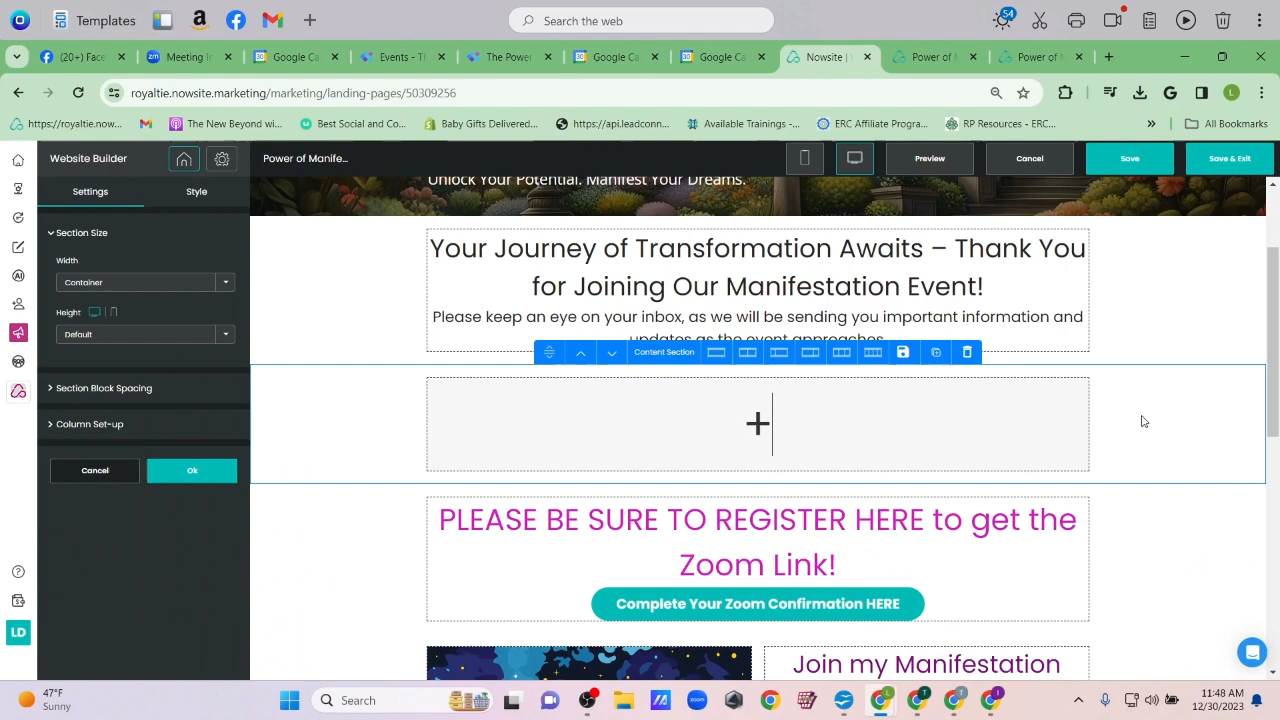 Templates
Search the web
54
(20+) Face
Meeting i
Google Ca
Events - Th
The Power
Google Ca
Google Ca
Nowsite |
Power of M
Power of M
royaltie.nowsite.marketing/marketing/landing-pages/50309256
L
https://royaltie.now...
The New Beyond wi...
Best Social and Co...
Baby Gifts Delivered...
https://api.leadconn...
Available Trainings -...
ERC Affiliate Progra...
RP Resources - ERC...
»
All Bookmarks
Website Builder
Power of Manife...
Preview
Cancel
Save
Save & Exit
Settings
Style
Section Size
Width
Container
Height
Default
Section Block Spacing
Column Set-up
Cancel
Ok
AI
LD
Unlock Your Potential. Manifest Your Dreams.
Your Journey of Transformation Awaits – Thank You
for Joining Our Manifestation Event!
Please keep an eye on your inbox, as we will be sending you important information and
updates as the event approaches.
Content Section
+
PLEASE BE SURE TO REGISTER HERE to get the
Zoom Link!
Complete Your Zoom Confirmation HERE
Join my Manifestation
47°F
Sunny
Search
11:48 AM
12/30/2023